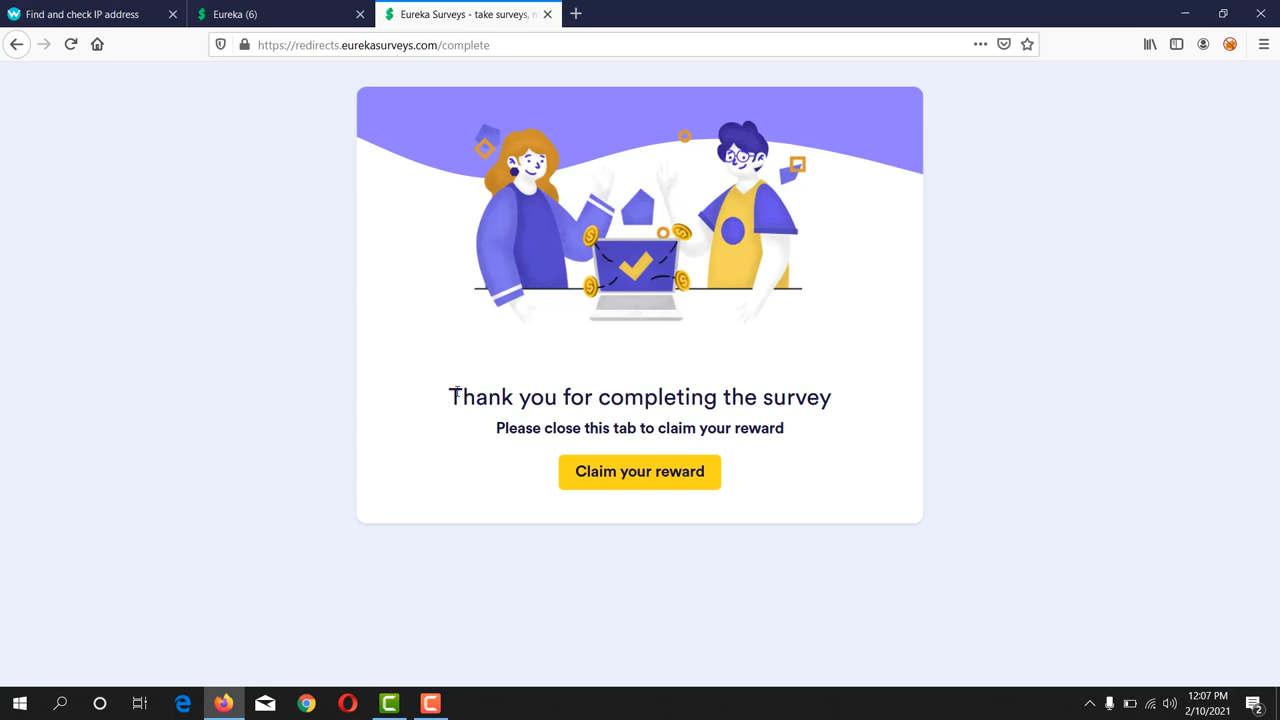 Find and check IP address
Eureka (6)
Eureka Surveys - take surveys, n
https://redirects.eurekasurveys.com/complete
Thank you for completing the survey
Please close this tab to claim your reward
Claim your reward
12:07 PM
2/10/2021
2